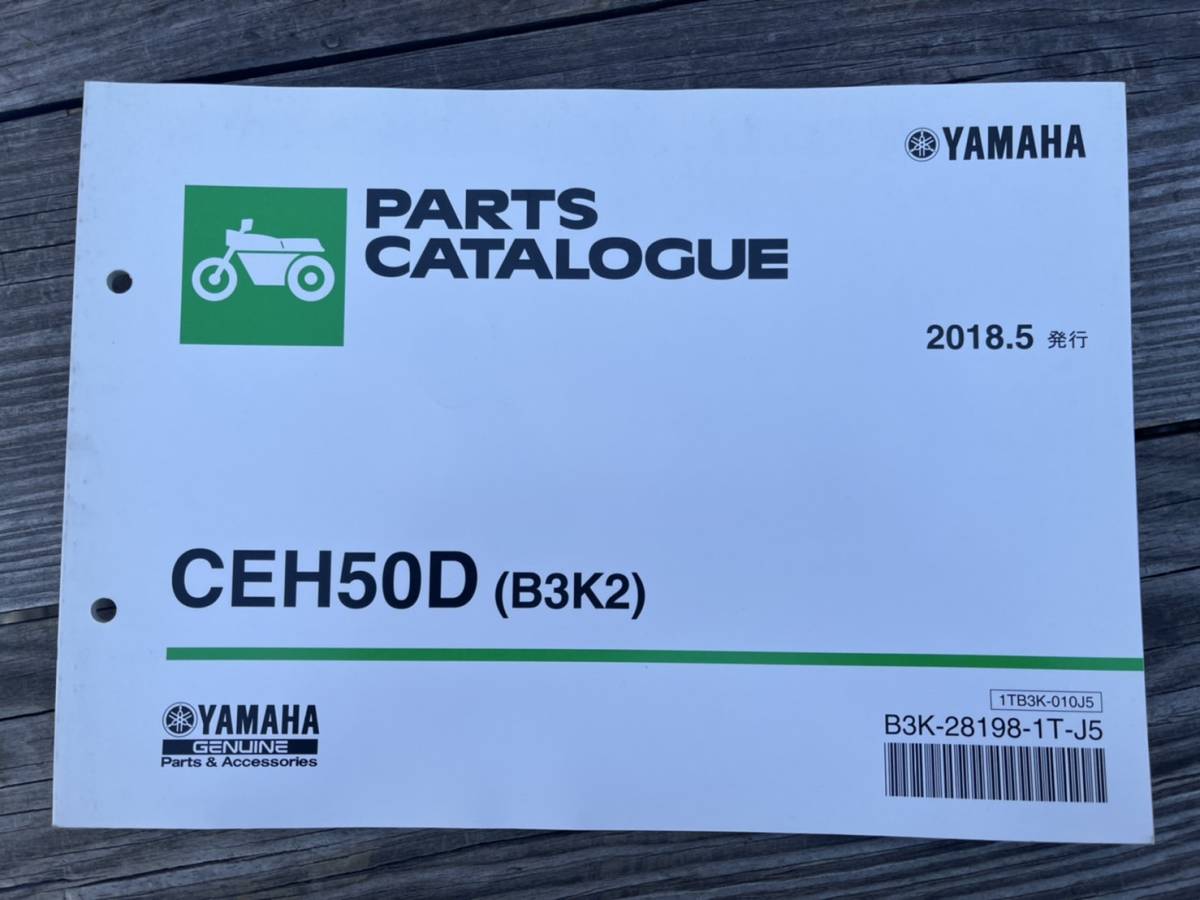 YAMAHA
PARTS
CATALOGUE
2018.5 発行
CEH50D (B3K2)
YAMAHA
GENUINE
Parts & Accessories
1TB3K-010J5
B3K-28198-1T-J5